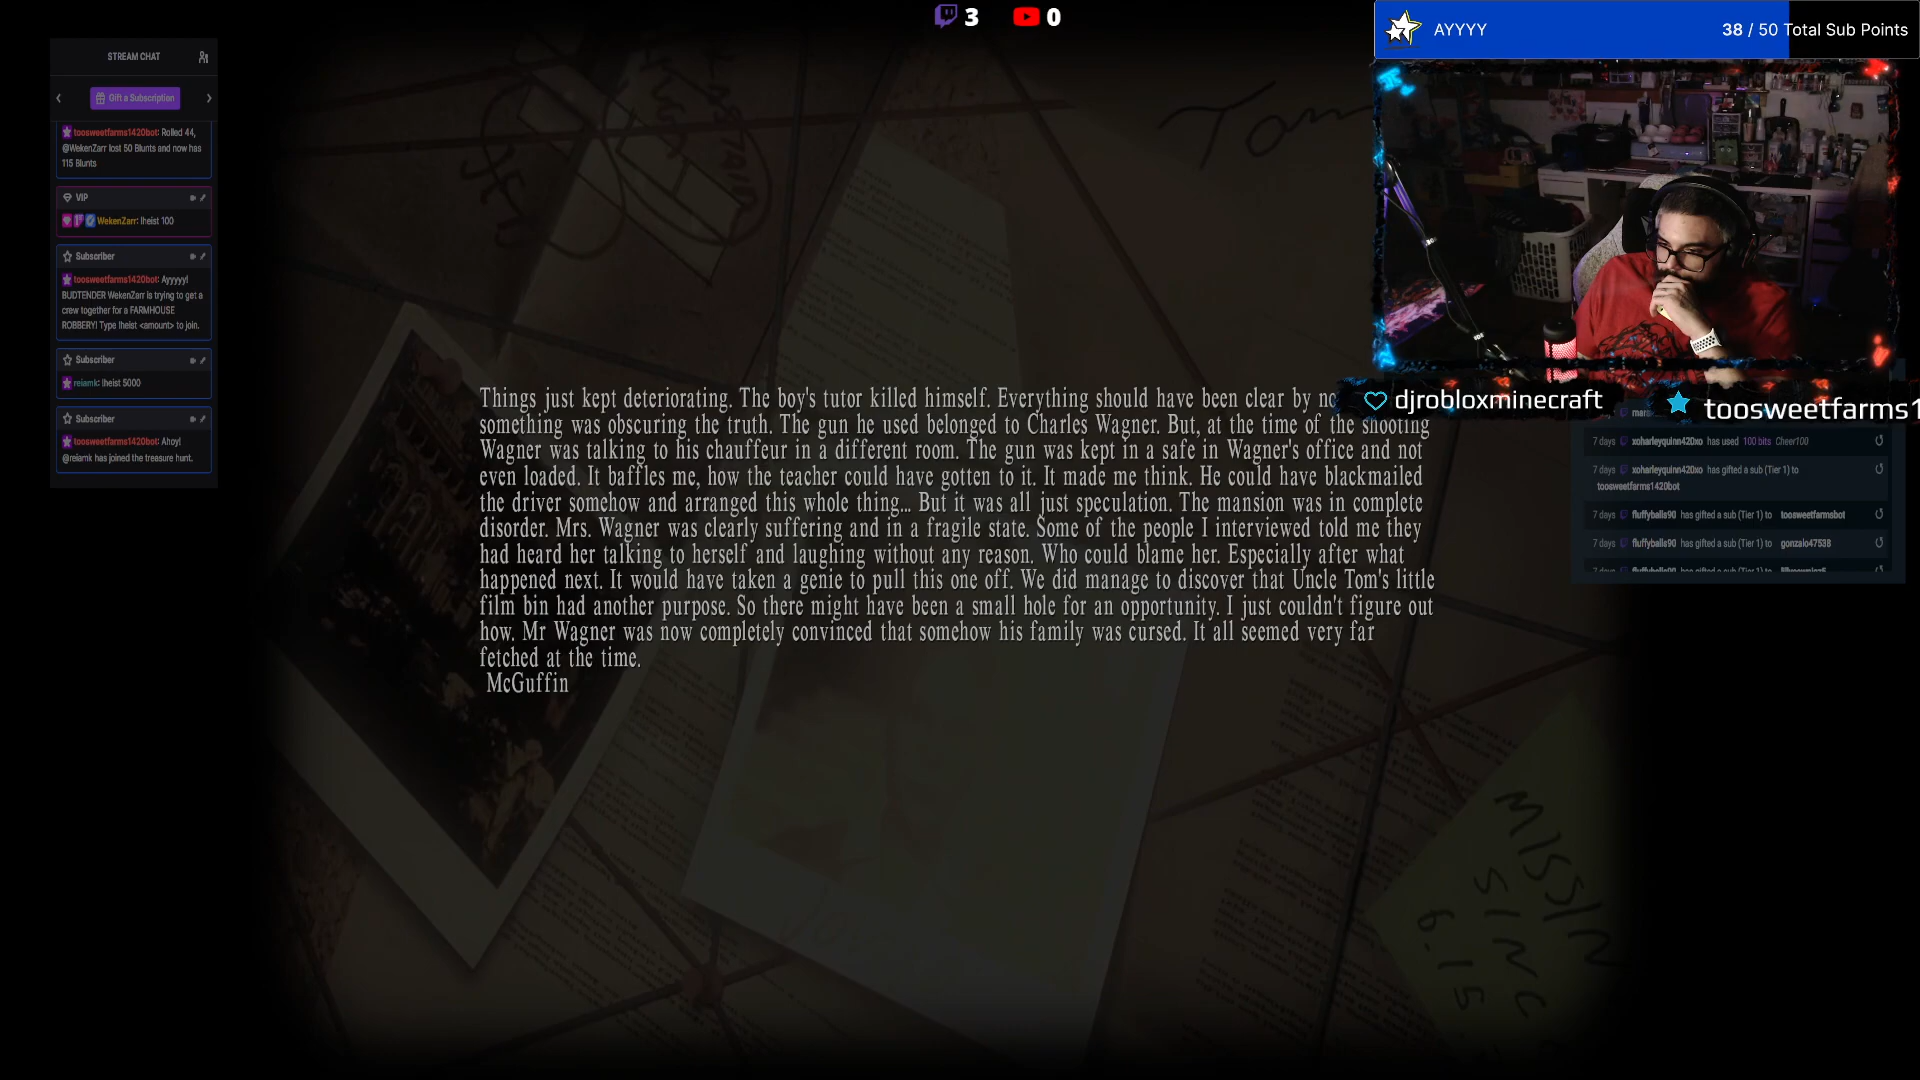 3
0
AYYYY
38 / 50 Total Sub Points
STREAM CHAT
Gift a Subscription
toosweetfarms1420bot: Rolled 44,
@WekenZarr lost 50 Blunts and now has
115 Blunts
VIP
WekenZarr: !heist 100
Subscriber
toosweetfarms1420bot: Ayyyyy!
BUDTENDER WekenZarr is trying to get a
crew together for a FARMHOUSE
ROBBERY! Type !heist <amount> to join.
Subscriber
reiamk: !heist 5000
Subscriber
toosweetfarms1420bot: Ahoy!
@reiamk has joined the treasure hunt.
Tom
Things just kept deteriorating. The boy's tutor killed himself. Everything should have been clear by
something was obscuring the truth. The gun he used belonged to Charles Wagner. But, at the time of the shooting
Wagner was talking to his chauffeur in a different room. The gun was kept in a safe in Wagner's office and not
even loaded. It baffles me, how the teacher could have gotten to it. It made me think. He could have blackmailed
the driver somehow and arranged this whole thing... But it was all just speculation. The mansion was in complete
disorder. Mrs. Wagner was clearly suffering and in a fragile state. Some of the people I interviewed told me they
had heard her talking to herself and laughing without any reason. Who could blame her. Especially after what
happened next. It would have taken a genie to pull this one off. We did manage to discover that Uncle Tom's little
film bin had another purpose. So there might have been a small hole for an opportunity. I just couldn't figure out
how. Mr Wagner was now completely convinced that somehow his family was cursed. It all seemed very far
fetched at the time.
McGuffin
djrobloxminecraft
toosweetfarms1
7 days xoharleyquinn420xo has used 100 bits Cheer100
7 days xoharleyquinn420xo has gifted a sub (Tier 1) to
toosweetfarms1420bot
7 days fluffyballs90 has gifted a sub (Tier 1) to toosweetfarmsbot
7 days fluffyballs90 has gifted a sub (Tier 1) to gonzalo47538
7 days fluffyballs90 has gifted a sub (Tier 1) to
MISSIN
SINC
6.15